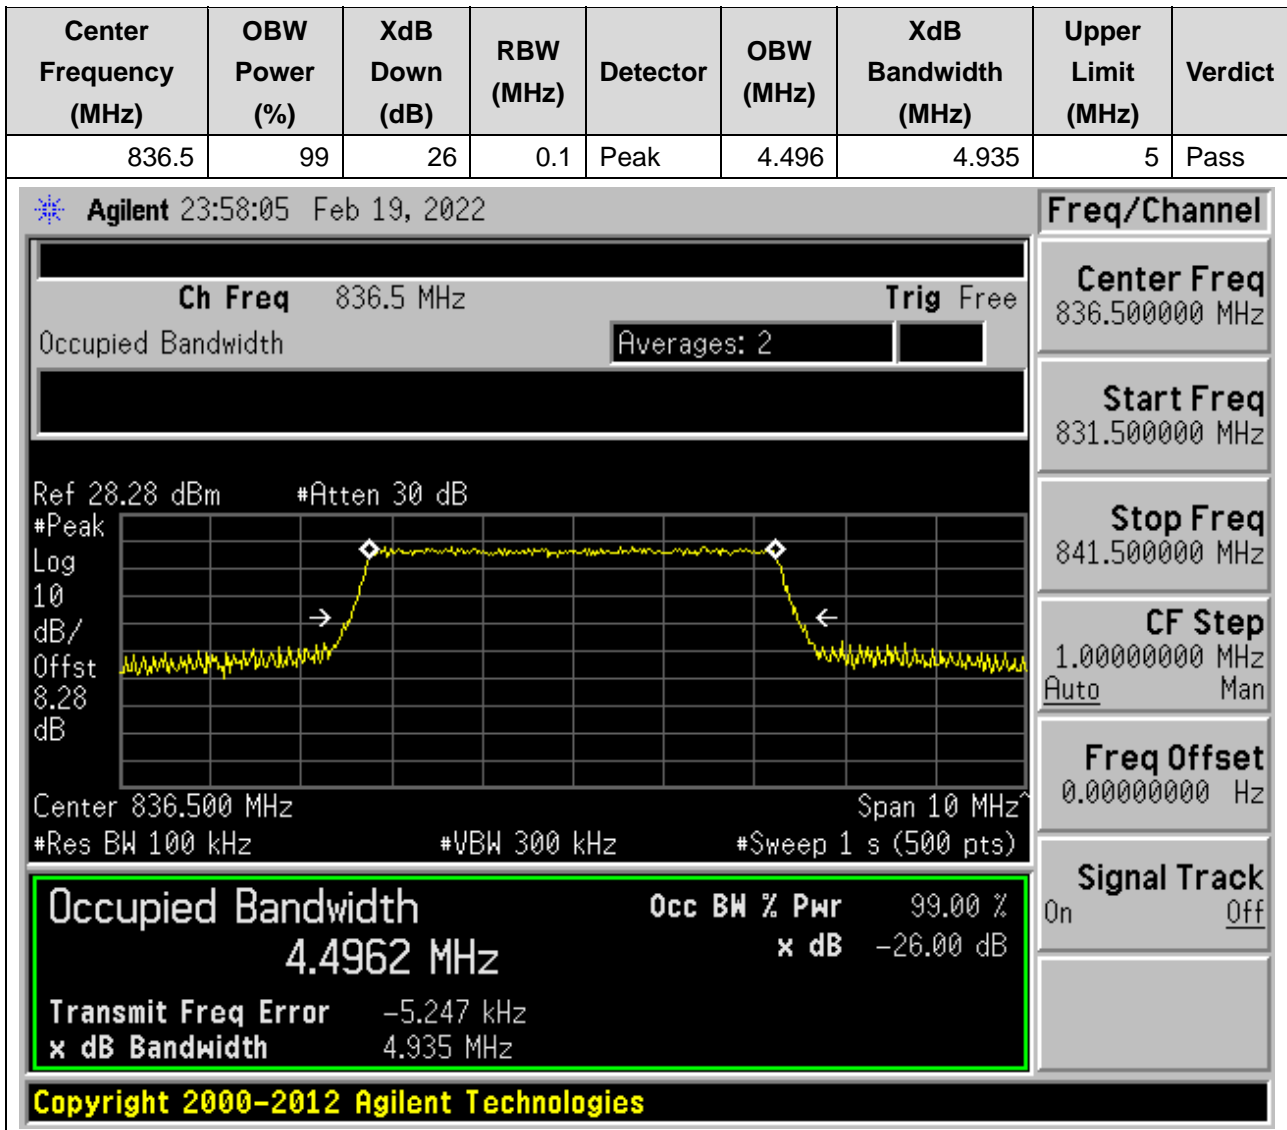 Center Frequency (MHz) OBW Power (%) XdB Down (dB) RBW (MHz) Detector OBW (MHz) XdB Bandwidth (MHz) Upper Limit (MHz) Verdict
836.5 99 26 0.1 Peak 4.496 4.935 5 Pass
Agilent 23:58:05 Feb 19, 2022
Freq/Channel
Ch Freq 836.5 MHz Trig Free
Occupied Bandwidth Averages: 2
Center Freq
836.500000 MHz
Start Freq
831.500000 MHz
Stop Freq
841.500000 MHz
CF Step
1.00000000 MHz
Auto Man
Freq Offset
0.00000000 Hz
Signal Track
On Off
Ref 28.28 dBm #Atten 30 dB
#Peak
Log
10
dB/
Offst
8.28
dB
Center 836.500 MHz Span 10 MHz^
#Res BW 100 kHz #VBW 300 kHz #Sweep 1 s (500 pts)
Occupied Bandwidth Occ BW % Pwr 99.00 %
4.4962 MHz x dB -26.00 dB
Transmit Freq Error -5.247 kHz
x dB Bandwidth 4.935 MHz
Copyright 2000-2012 Agilent Technologies